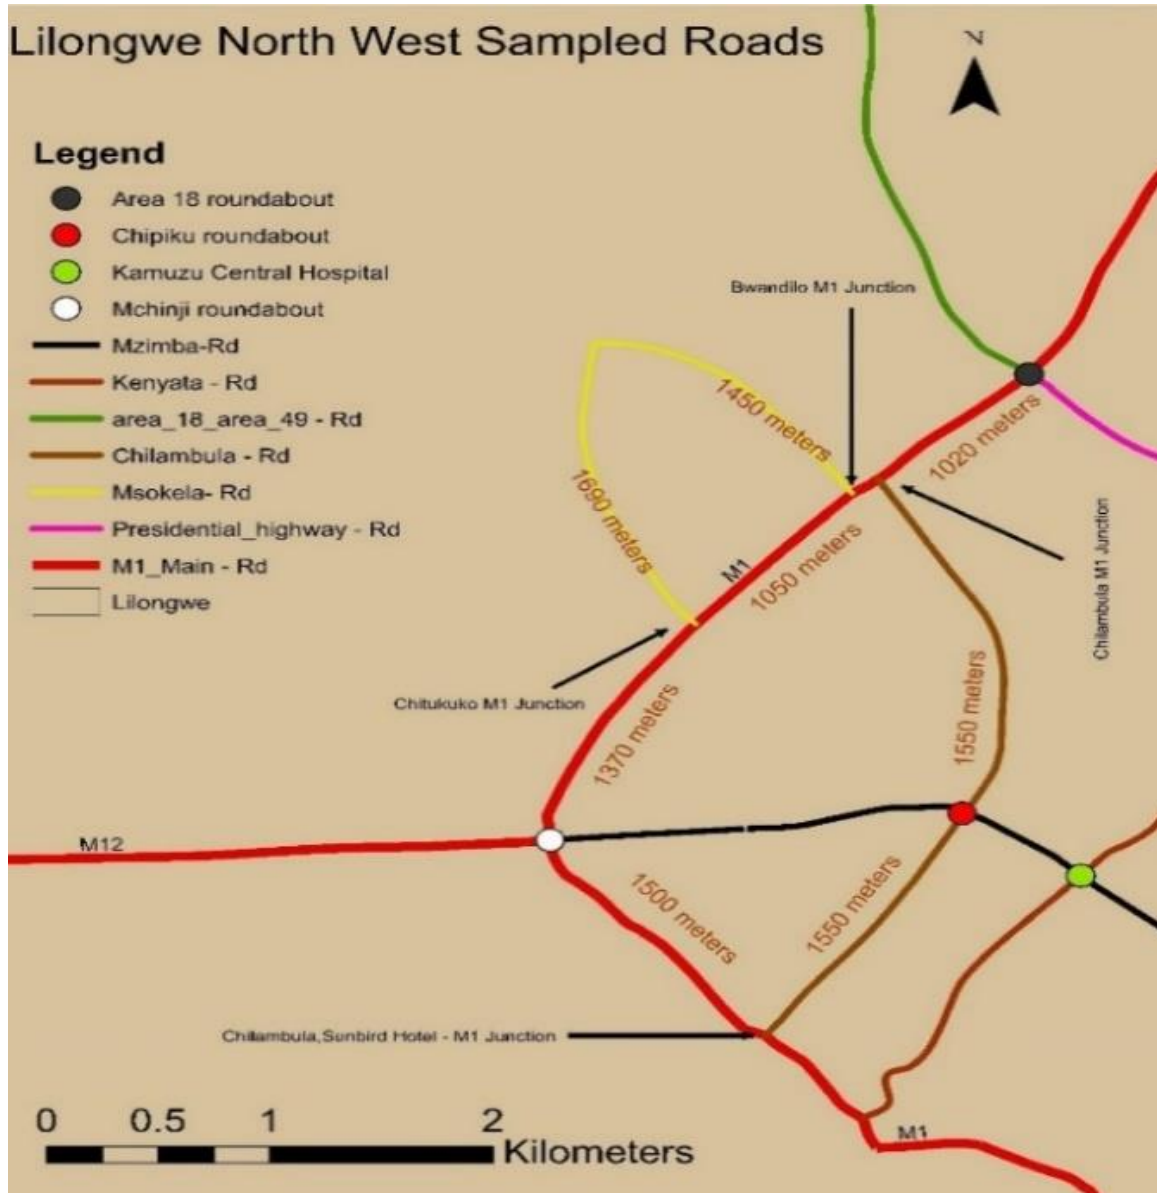 Lilongwe North West Sampled Roads
N
Legend
Area 18 roundabout
Chipiku roundabout
Kamuzu Central Hospital
Mchinji roundabout
Mzimba-Rd
Kenyata - Rd
area_18_area_49 - Rd
Chilambula - Rd
Msokela- Rd
Presidential_highway - Rd
M1_Main - Rd
Lilongwe
Bwandilo M1 Junction
1450 meters
1020 meters
1690 meters
M1
1050 meters
Chilambula M1 Junction
Chitukuko M1 Junction
1370 meters
1550 meters
M12
1500 meters
1550 meters
Chilambula,Sunbird Hotel - M1 Junction
M1
0 0.5 1 2
Kilometers